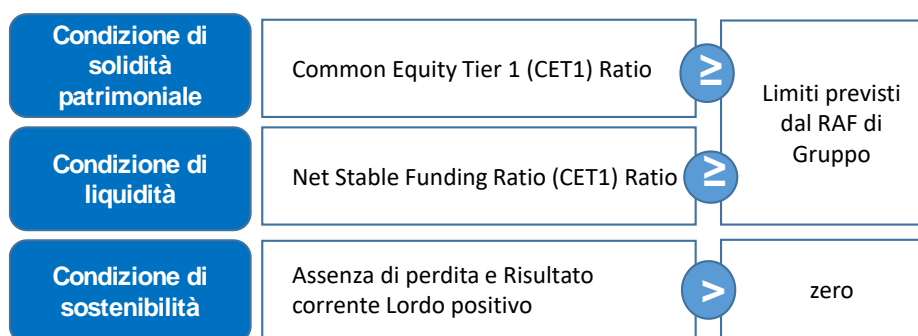 Condizione di
solidità
patrimoniale
Common Equity Tier 1 (CET1) Ratio
≥
Limiti previsti
dal RAF di
Gruppo
Condizione di
liquidità
Net Stable Funding Ratio (CET1) Ratio
≥
Condizione di
sostenibilità
Assenza di perdita e Risultato
corrente Lordo positivo
>
zero